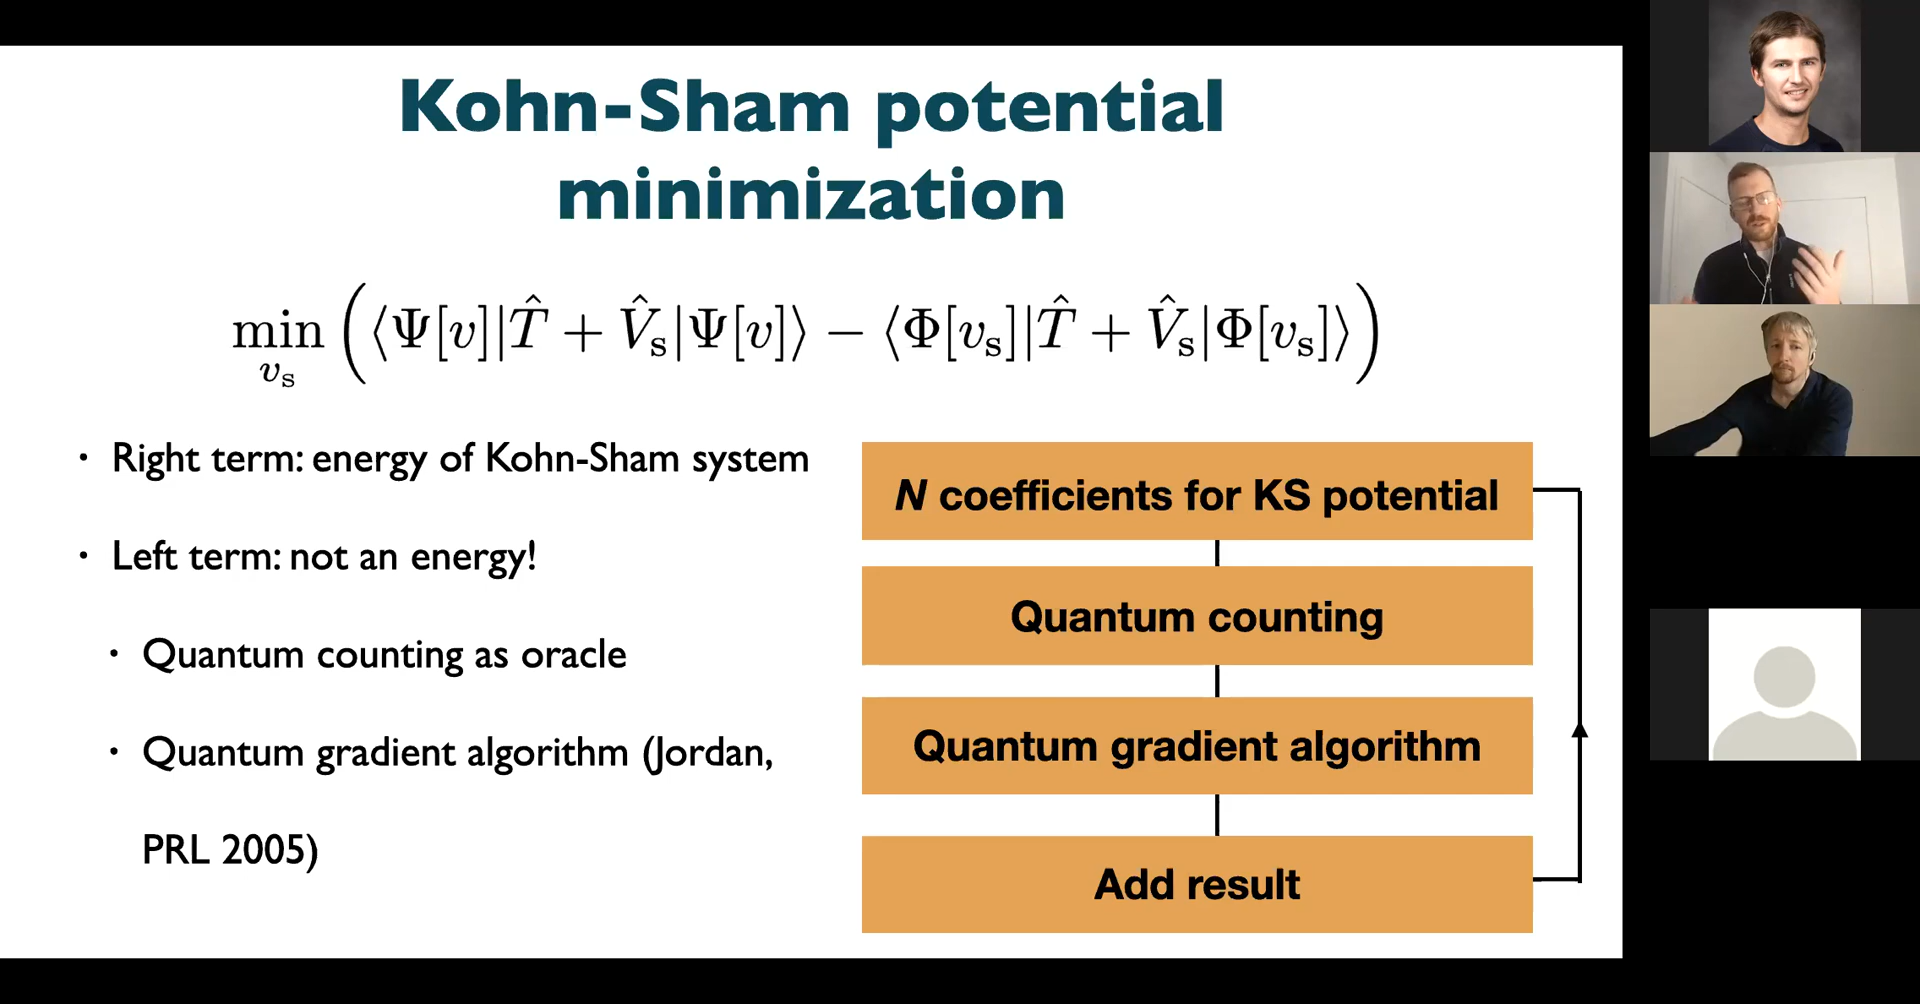 Kohn-Sham potential
minimization
min_{v_s} (⟨Ψ[v]|T̂ + V̂_s|Ψ[v]⟩ − ⟨Φ[v_s]|T̂ + V̂_s|Φ[v_s]⟩)
• Right term: energy of Kohn-Sham system
• Left term: not an energy!
• Quantum counting as oracle
• Quantum gradient algorithm (Jordan,
PRL 2005)
N coefficients for KS potential
Quantum counting
Quantum gradient algorithm
Add result